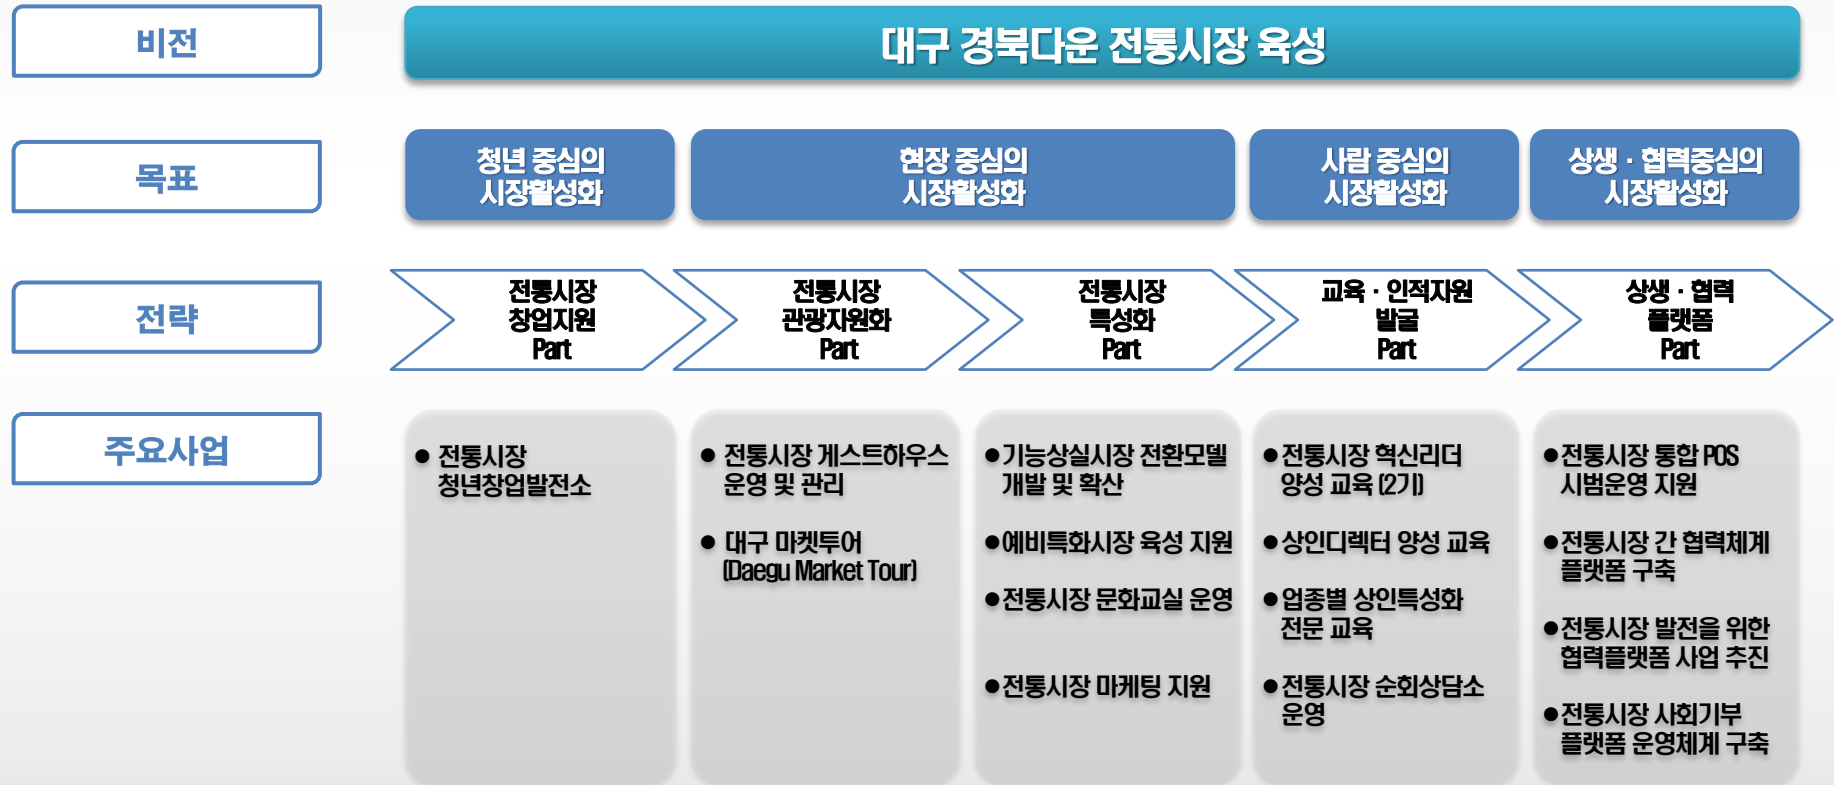 비전
대구 경북다운 전통시장 육성
목표
청년 중심의
시장활성화
현장 중심의
시장활성화
사람 중심의
시장활성화
상생 · 협력중심의
시장활성화
전략
전통시장
창업지원
Part
전통시장
관광자원화
Part
전통시장
특성화
Part
교육 · 인적자원
발굴
Part
상생 · 협력
플랫폼
Part
주요사업
● 전통시장
청년창업발전소
● 전통시장 게스트하우스
운영 및 관리
● 대구 마켓투어
(Daegu Market Tour)
●기능상실시장 전환모델
개발 및 확산
●예비특화시장 육성 지원
●전통시장 문화교실 운영
●전통시장 마케팅 지원
●전통시장 혁신리더
양성 교육 (2기)
●상인디렉터 양성 교육
●업종별 상인특성화
전문 교육
●전통시장 순회상담소
운영
●전통시장 통합 POS
시범운영 지원
●전통시장 간 협력체계
플랫폼 구축
●전통시장 발전을 위한
협력플랫폼 사업 추진
●전통시장 사회기부
플랫폼 운영체계 구축